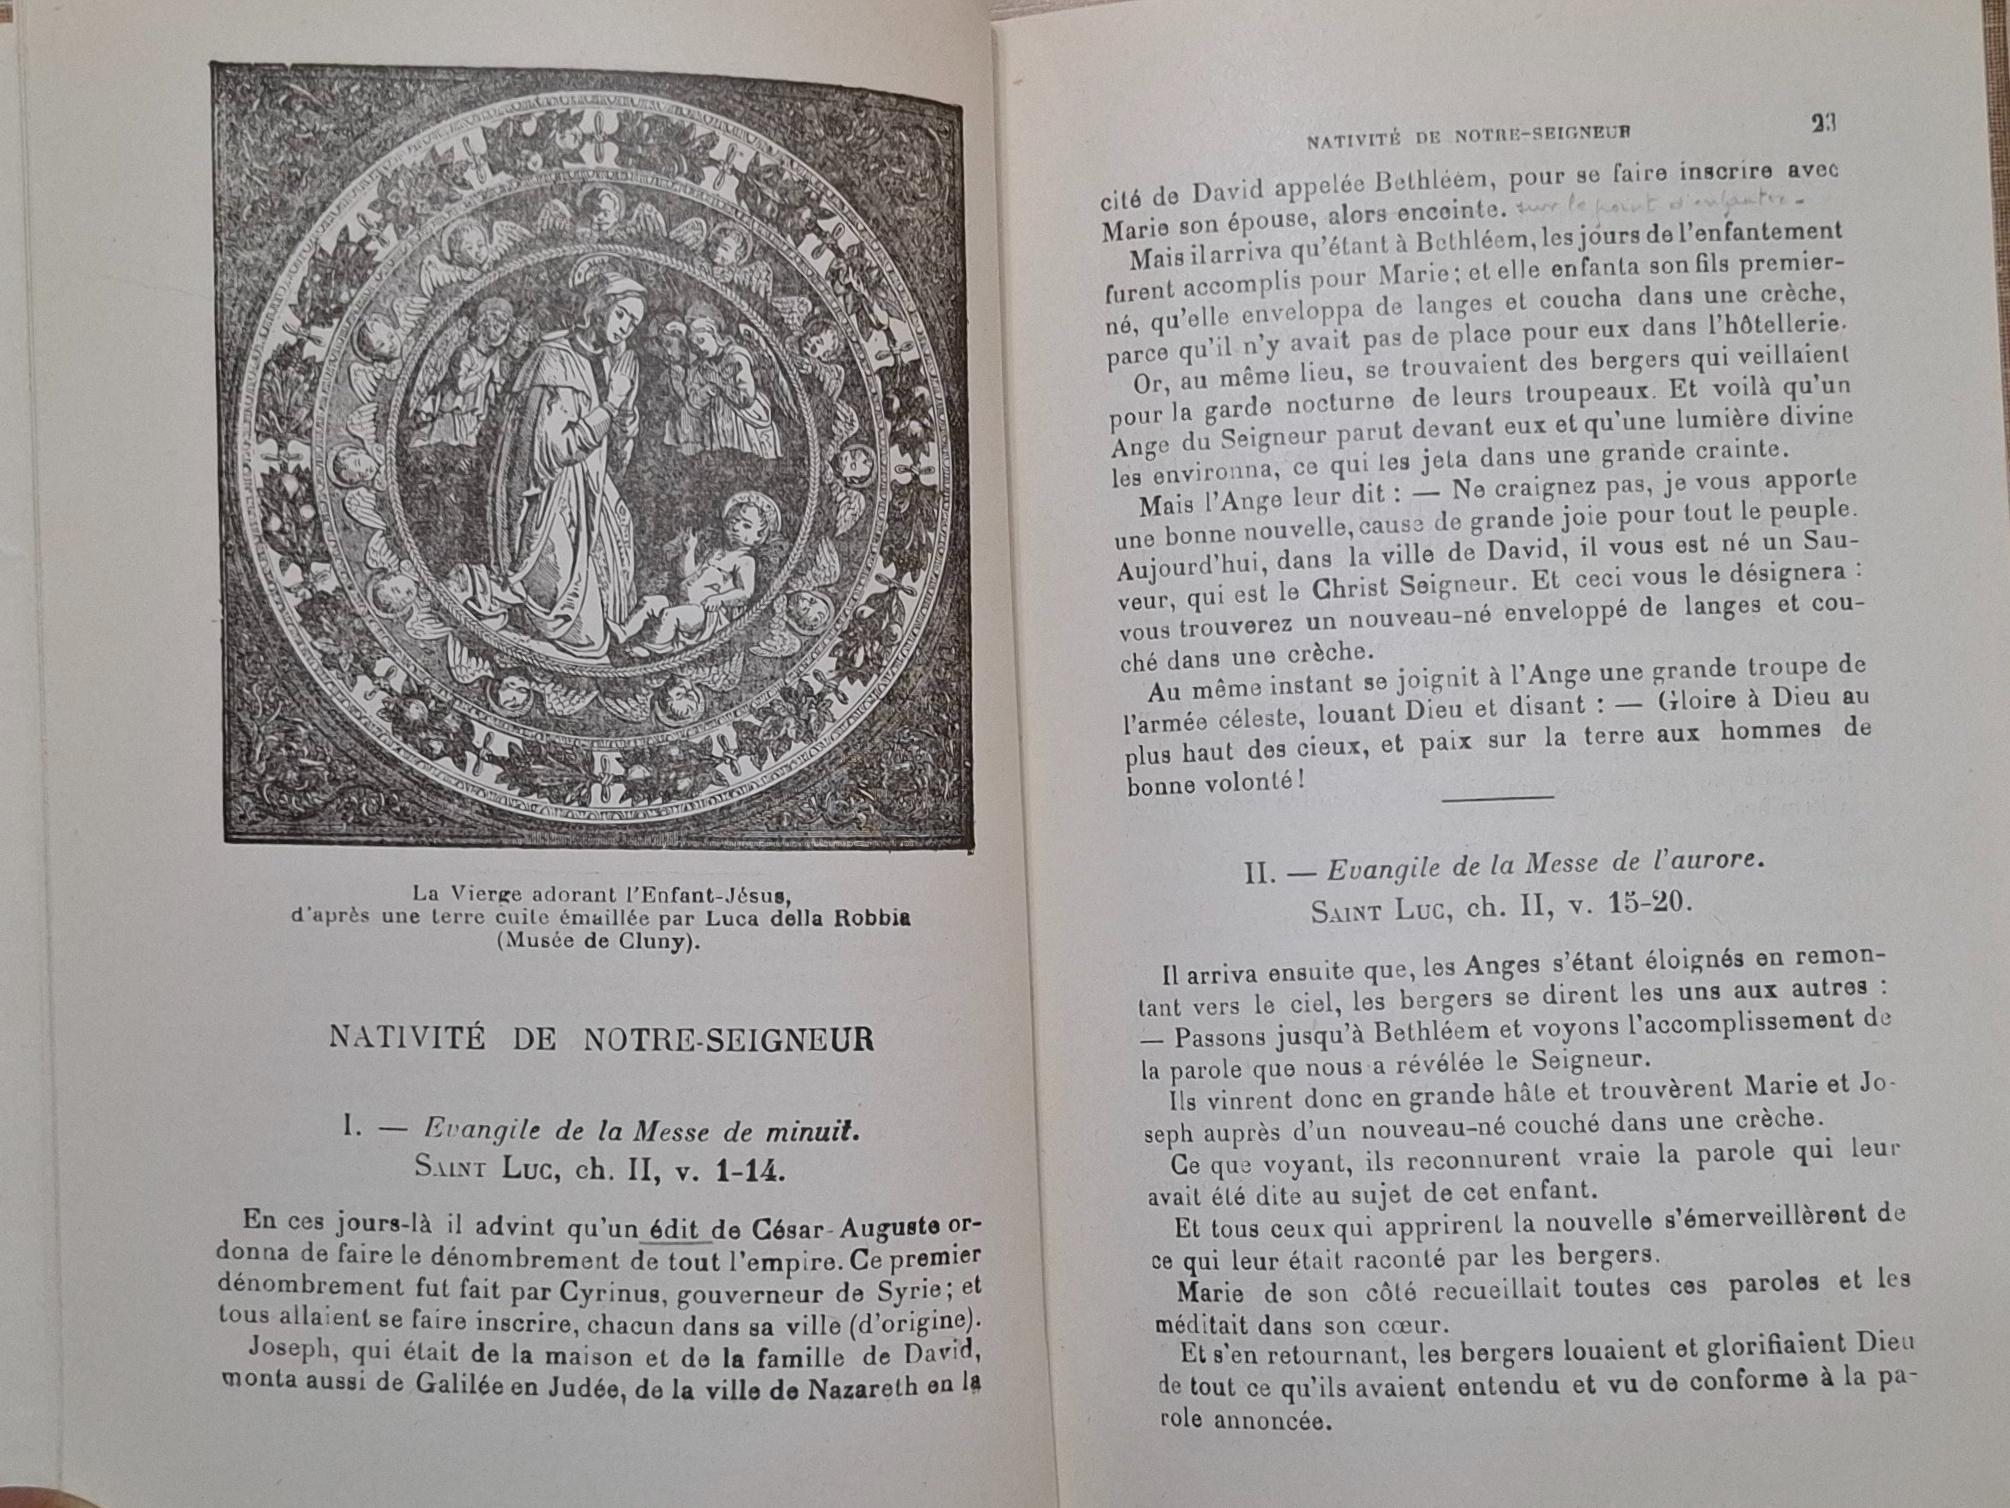 La Vierge adorant l'Enfant-Jésus,
d'après une terre cuite émaillée par Luca della Robbia
(Musée de Cluny).
NATIVITÉ DE NOTRE-SEIGNEUR
I. — Evangile de la Messe de minuit.
SAINT LUC, ch. II, v. 1-14.
En ces jours-là il advint qu'un édit de César-Auguste or-
donna de faire le dénombrement de tout l'empire. Ce premier
dénombrement fut fait par Cyrinus, gouverneur de Syrie; et
tous allaient se faire inscrire, chacun dans sa ville (d'origine).
Joseph, qui était de la maison et de la famille de David,
monta aussi de Galilée en Judée, de la ville de Nazareth en la
NATIVITÉ DE NOTRE-SEIGNEUR 23
cité de David appelée Bethléem, pour se faire inscrire avec
Marie son épouse, alors enceinte. sur le point d'enfanter.
Mais il arriva qu'étant à Bethléem, les jours de l'enfantement
furent accomplis pour Marie; et elle enfanta son fils premier-
né, qu'elle enveloppa de langes et coucha dans une crèche,
parce qu'il n'y avait pas de place pour eux dans l'hôtellerie.
Or, au même lieu, se trouvaient des bergers qui veillaient
pour la garde nocturne de leurs troupeaux. Et voilà qu'un
Ange du Seigneur parut devant eux et qu'une lumière divine
les environna, ce qui les jeta dans une grande crainte.
Mais l'Ange leur dit : — Ne craignez pas, je vous apporte
une bonne nouvelle, cause de grande joie pour tout le peuple.
Aujourd'hui, dans la ville de David, il vous est né un Sau-
veur, qui est le Christ Seigneur. Et ceci vous le désignera :
vous trouverez un nouveau-né enveloppé de langes et cou-
ché dans une crèche.
Au même instant se joignit à l'Ange une grande troupe de
l'armée céleste, louant Dieu et disant : — Gloire à Dieu au
plus haut des cieux, et paix sur la terre aux hommes de
bonne volonté!
II. — Evangile de la Messe de l'aurore.
SAINT LUC, ch. II, v. 15-20.
Il arriva ensuite que, les Anges s'étant éloignés en remon-
tant vers le ciel, les bergers se dirent les uns aux autres :
— Passons jusqu'à Bethléem et voyons l'accomplissement de
la parole que nous a révélée le Seigneur.
Ils vinrent donc en grande hâte et trouvèrent Marie et Jo-
seph auprès d'un nouveau-né couché dans une crèche.
Ce que voyant, ils reconnurent vraie la parole qui leur
avait été dite au sujet de cet enfant.
Et tous ceux qui apprirent la nouvelle s'émerveillèrent de
ce qui leur était raconté par les bergers.
Marie de son côté recueillait toutes ces paroles et les
méditait dans son cœur.
Et s'en retournant, les bergers louaient et glorifiaient Dieu
de tout ce qu'ils avaient entendu et vu de conforme à la pa-
role annoncée.